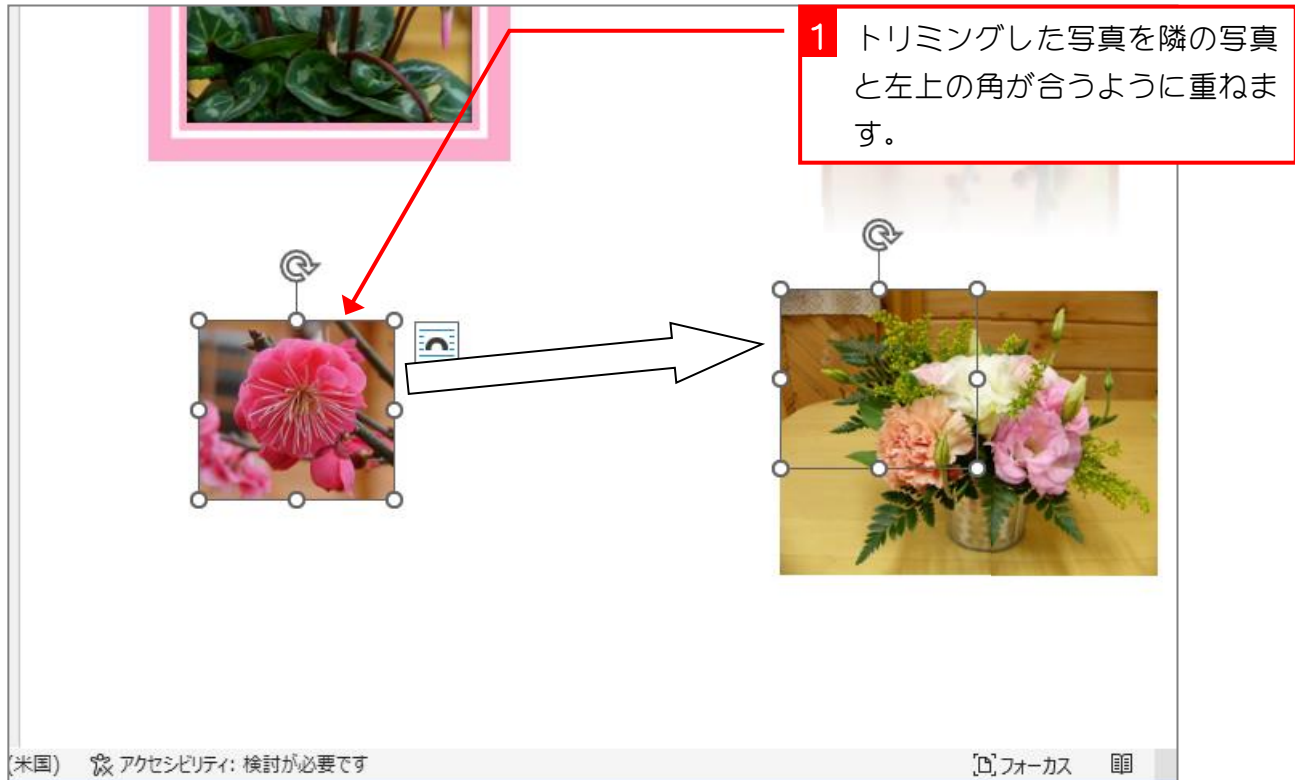 1 トリミングした写真を隣の写真
と左上の角が合うように重ねま
す。
(米国) アクセシビリティ: 検討が必要です フォーカス